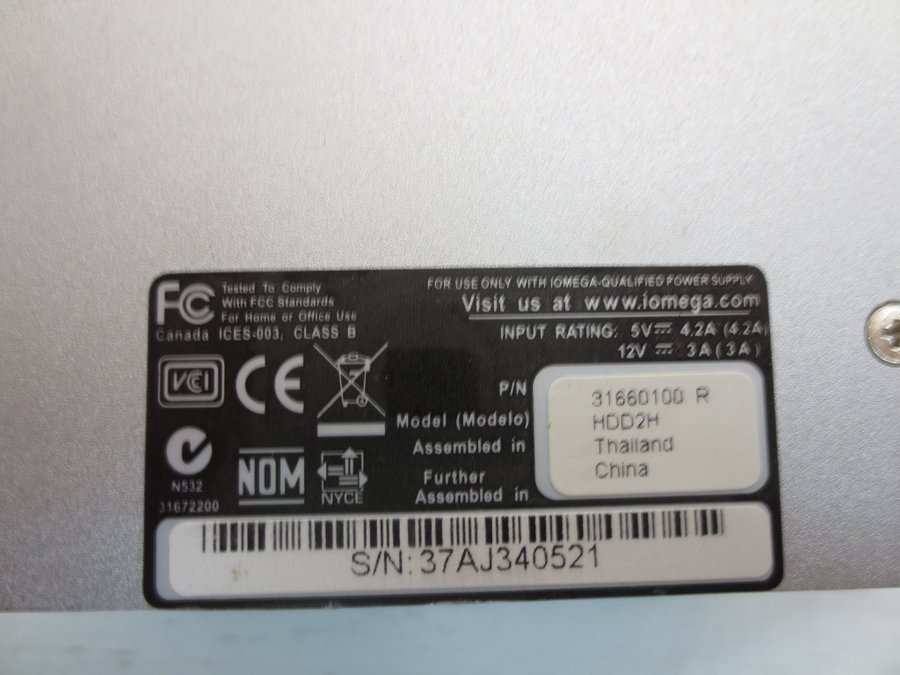 FC Tested To Comply
With FCC Standards
For Home or Office Use
Canada ICES-003, CLASS B
FOR USE ONLY WITH IOMEGA-QUALIFIED POWER SUPPLY
Visit us at www.iomega.com
INPUT RATING: 5V 4.2A (4.2A)
12V 3A ( 3A )
VCI
CE
N532
31672200
NOM
NYCE
P/N 31660100 R
Model (Modelo) HDD2H
Assembled in Thailand
Further
Assembled in China
S/N: 37AJ340521